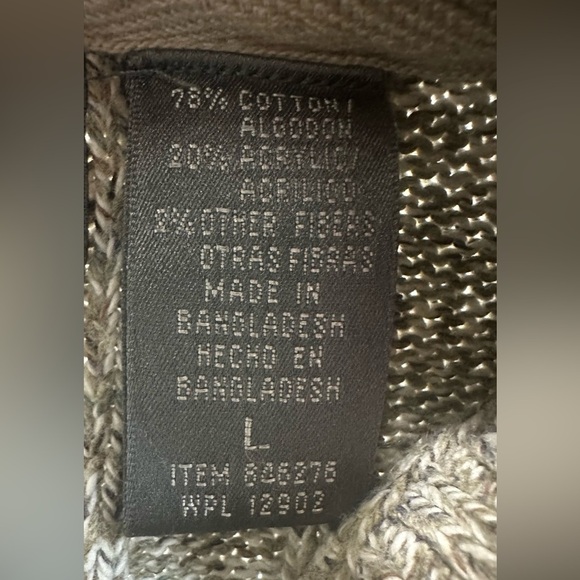 78% COTTON/
ALGODON
20% ACRYLIC/
ACRILICO
2% OTHER FIBERS
OTRAS FIBRAS
MADE IN
BANGLADESH
HECHO EN
BANGLADESH
L
ITEM 846276
WPL 12902